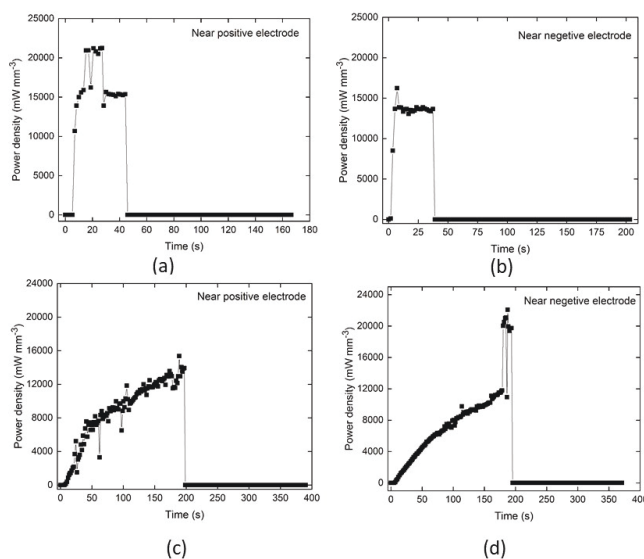 Near positive electrode
Power density (mW mm⁻³)
25000
20000
15000
10000
5000
0
0 20 40 60 80 100 120 140 160 180
Time (s)
(a)
Near negetive electrode
Power density (mW mm⁻³)
25000
20000
15000
10000
5000
0
0 25 50 75 100 125 150 175 200
Time (s)
(b)
Near positive electrode
Power density (mW mm⁻³)
24000
20000
16000
12000
8000
4000
0
0 50 100 150 200 250 300 350 400
Time (s)
(c)
Near negetive electrode
Power density (mW mm⁻³)
24000
20000
16000
12000
8000
4000
0
0 50 100 150 200 250 300 350 400
Time (s)
(d)